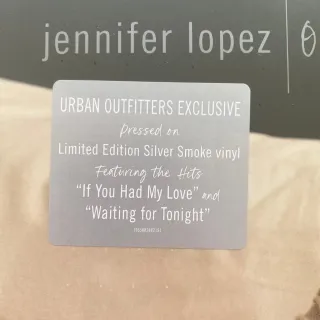 jennifer lopez
URBAN OUTFITTERS EXCLUSIVE
Pressed on
Limited Edition Silver Smoke vinyl
Featuring the Hits
“If You Had My Love” and
“Waiting for Tonight”